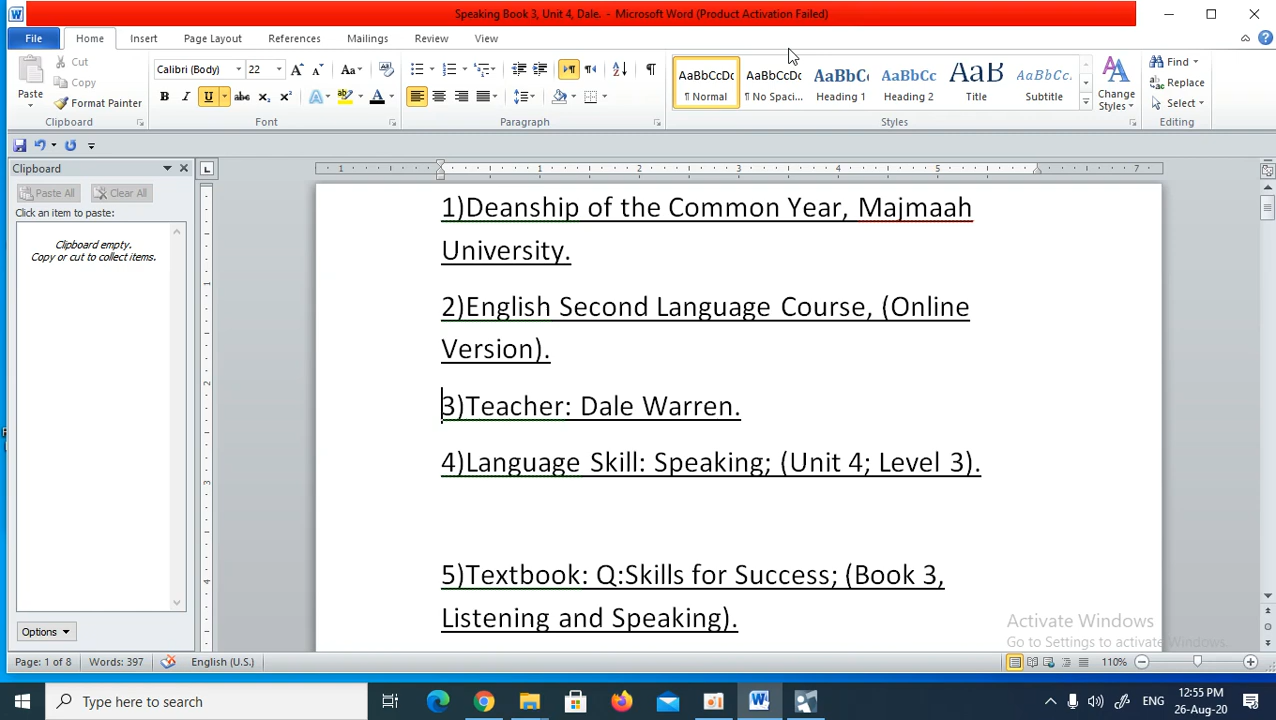 Speaking Book 3, Unit 4, Dale. - Microsoft Word (Product Activation Failed)
File Home Insert Page Layout References Mailings Review View
Paste
Cut
Copy
Format Painter
Calibri (Body) 22
AaBbCcDc
¶ Normal
AaBbCcDc
¶ No Spaci...
AaBbC
Heading 1
AaBbCc
Heading 2
AaB
Title
AaBbCc.
Subtitle
Change
Styles
Find
Replace
Select
Clipboard Font Paragraph Styles Editing
Clipboard
Paste All Clear All
Click an item to paste:
Clipboard empty.
Copy or cut to collect items.
Options
1)Deanship of the Common Year, Majmaah
University.
2)English Second Language Course, (Online
Version).
3)Teacher: Dale Warren.
4)Language Skill: Speaking; (Unit 4; Level 3).
5)Textbook: Q:Skills for Success; (Book 3,
Listening and Speaking).
Activate Windows
Go to Settings to activate Windows.
Page: 1 of 8 Words: 397 English (U.S.) 110%
Type here to search
ENG
12:55 PM
26-Aug-20